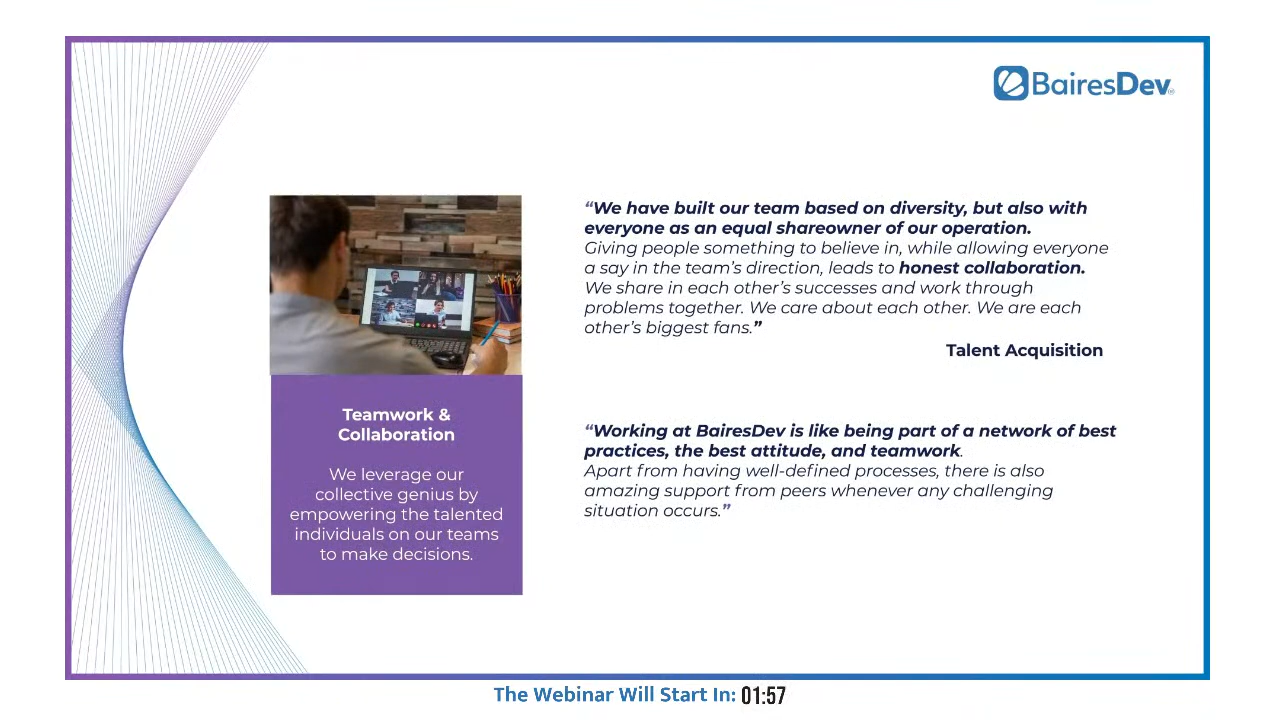 BairesDev
Teamwork &
Collaboration
We leverage our
collective genius by
empowering the talented
individuals on our teams
to make decisions.
“We have built our team based on diversity, but also with
everyone as an equal shareowner of our operation.
Giving people something to believe in, while allowing everyone
a say in the team’s direction, leads to honest collaboration.
We share in each other’s successes and work through
problems together. We care about each other. We are each
other’s biggest fans.”
Talent Acquisition
“Working at BairesDev is like being part of a network of best
practices, the best attitude, and teamwork.
Apart from having well-defined processes, there is also
amazing support from peers whenever any challenging
situation occurs.”
The Webinar Will Start In: 01:57